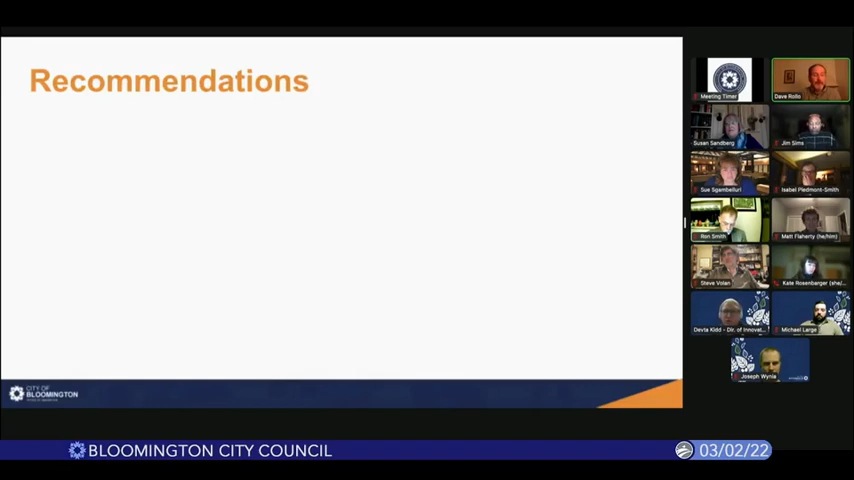 Recommendations
Meeting Timer
Dave Rollo
Susan Sandberg
Jim Sims
Sue Sgambelluri
Isabel Piedmont-Smith
Ron Smith
Matt Flaherty (he/him)
Steve Volan
Kate Rosenbarger (she/...
Devta Kidd - Dir. of Innovat...
Michael Large
Joseph Wynia
CITY OF
BLOOMINGTON
BLOOMINGTON CITY COUNCIL
03/02/22